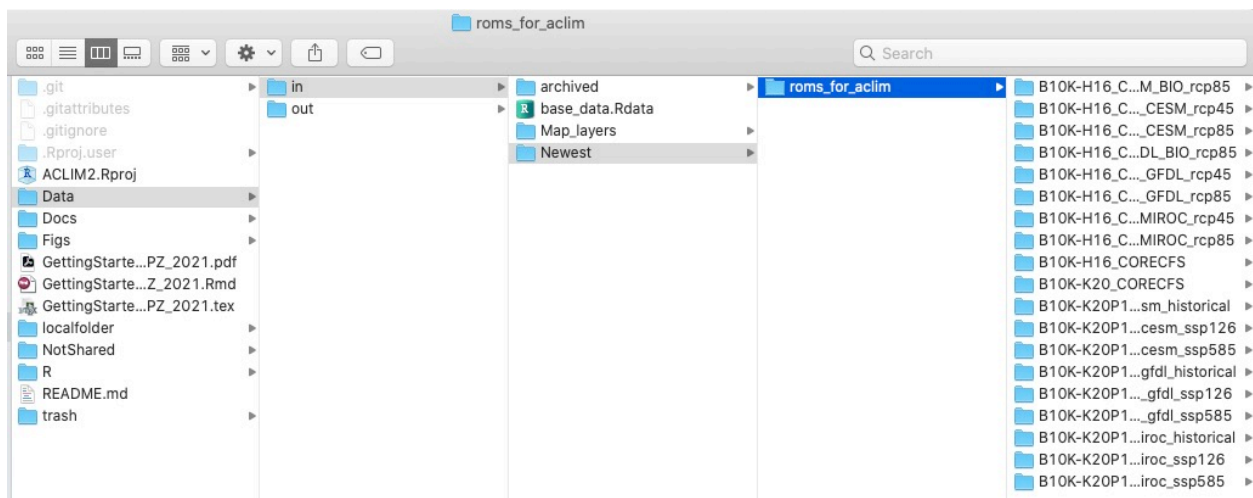 roms_for_aclim
Search
.git
.gitattributes
.gitignore
.Rproj.user
ACLIM2.Rproj
Data
Docs
Figs
GettingStarte...PZ_2021.pdf
GettingStarte...Z_2021.Rmd
GettingStarte...PZ_2021.tex
localfolder
NotShared
R
README.md
trash
in
out
archived
base_data.Rdata
Map_layers
Newest
roms_for_aclim
B10K-H16_C...M_BIO_rcp85
B10K-H16_C..._CESM_rcp45
B10K-H16_C..._CESM_rcp85
B10K-H16_C...DL_BIO_rcp85
B10K-H16_C..._GFDL_rcp45
B10K-H16_C..._GFDL_rcp85
B10K-H16_C...MIROC_rcp45
B10K-H16_C...MIROC_rcp85
B10K-H16_CORECFS
B10K-K20_CORECFS
B10K-K20P1...sm_historical
B10K-K20P1...cesm_ssp126
B10K-K20P1...cesm_ssp585
B10K-K20P1...gfdl_historical
B10K-K20P1..._gfdl_ssp126
B10K-K20P1..._gfdl_ssp585
B10K-K20P1...iroc_historical
B10K-K20P1...iroc_ssp126
B10K-K20P1...iroc_ssp585